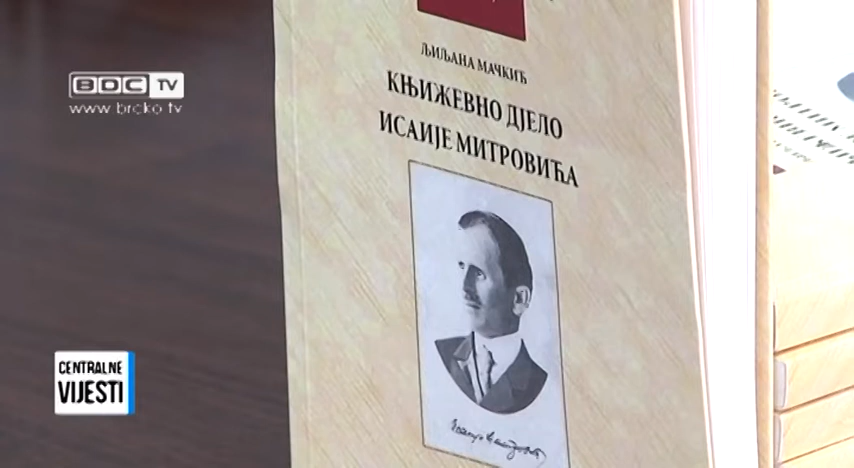 BDC TV
www.brcko.tv
ЉИЉАНА МАЧКИЋ
КЊИЖЕВНО ДЈЕЛО
ИСАИЈЕ МИТРОВИЋА
CENTRALNE
VIJESTI